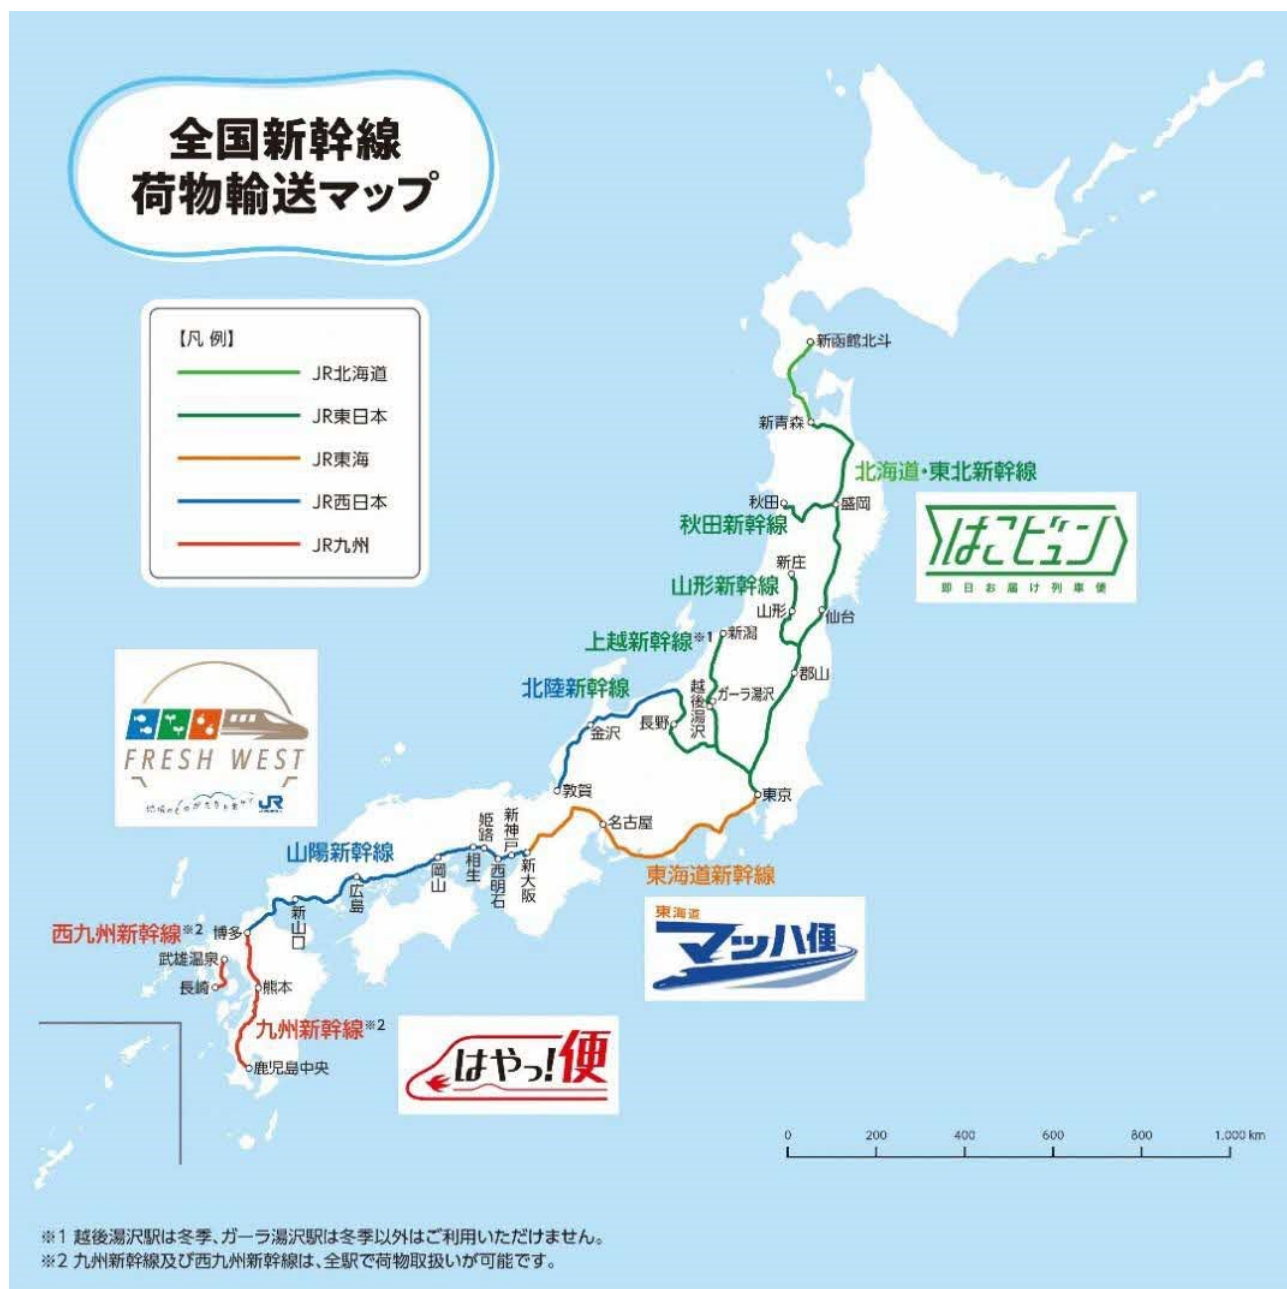 全国新幹線
荷物輸送マップ
【凡 例】
JR北海道
JR東日本
JR東海
JR西日本
JR九州
新函館北斗
新青森
北海道・東北新幹線
秋田
盛岡
秋田新幹線
はこビュン
即日お届け列車便
新庄
山形新幹線
山形
仙台
上越新幹線※1
新潟
郡山
北陸新幹線
越後湯沢
ガーラ湯沢
長野
金沢
FRESH WEST
JR
敦賀
東京
名古屋
新神戸
姫路
山陽新幹線
相生
西明石
新大阪
岡山
広島
新山口
東海道新幹線
東海道
マッハ便
西九州新幹線※2
博多
武雄温泉
長崎
熊本
九州新幹線※2
鹿児島中央
はやっ!便
0 200 400 600 800 1,000 km
※1 越後湯沢駅は冬季、ガーラ湯沢駅は冬季以外はご利用いただけません。
※2 九州新幹線及び西九州新幹線は、全駅で荷物取扱いが可能です。